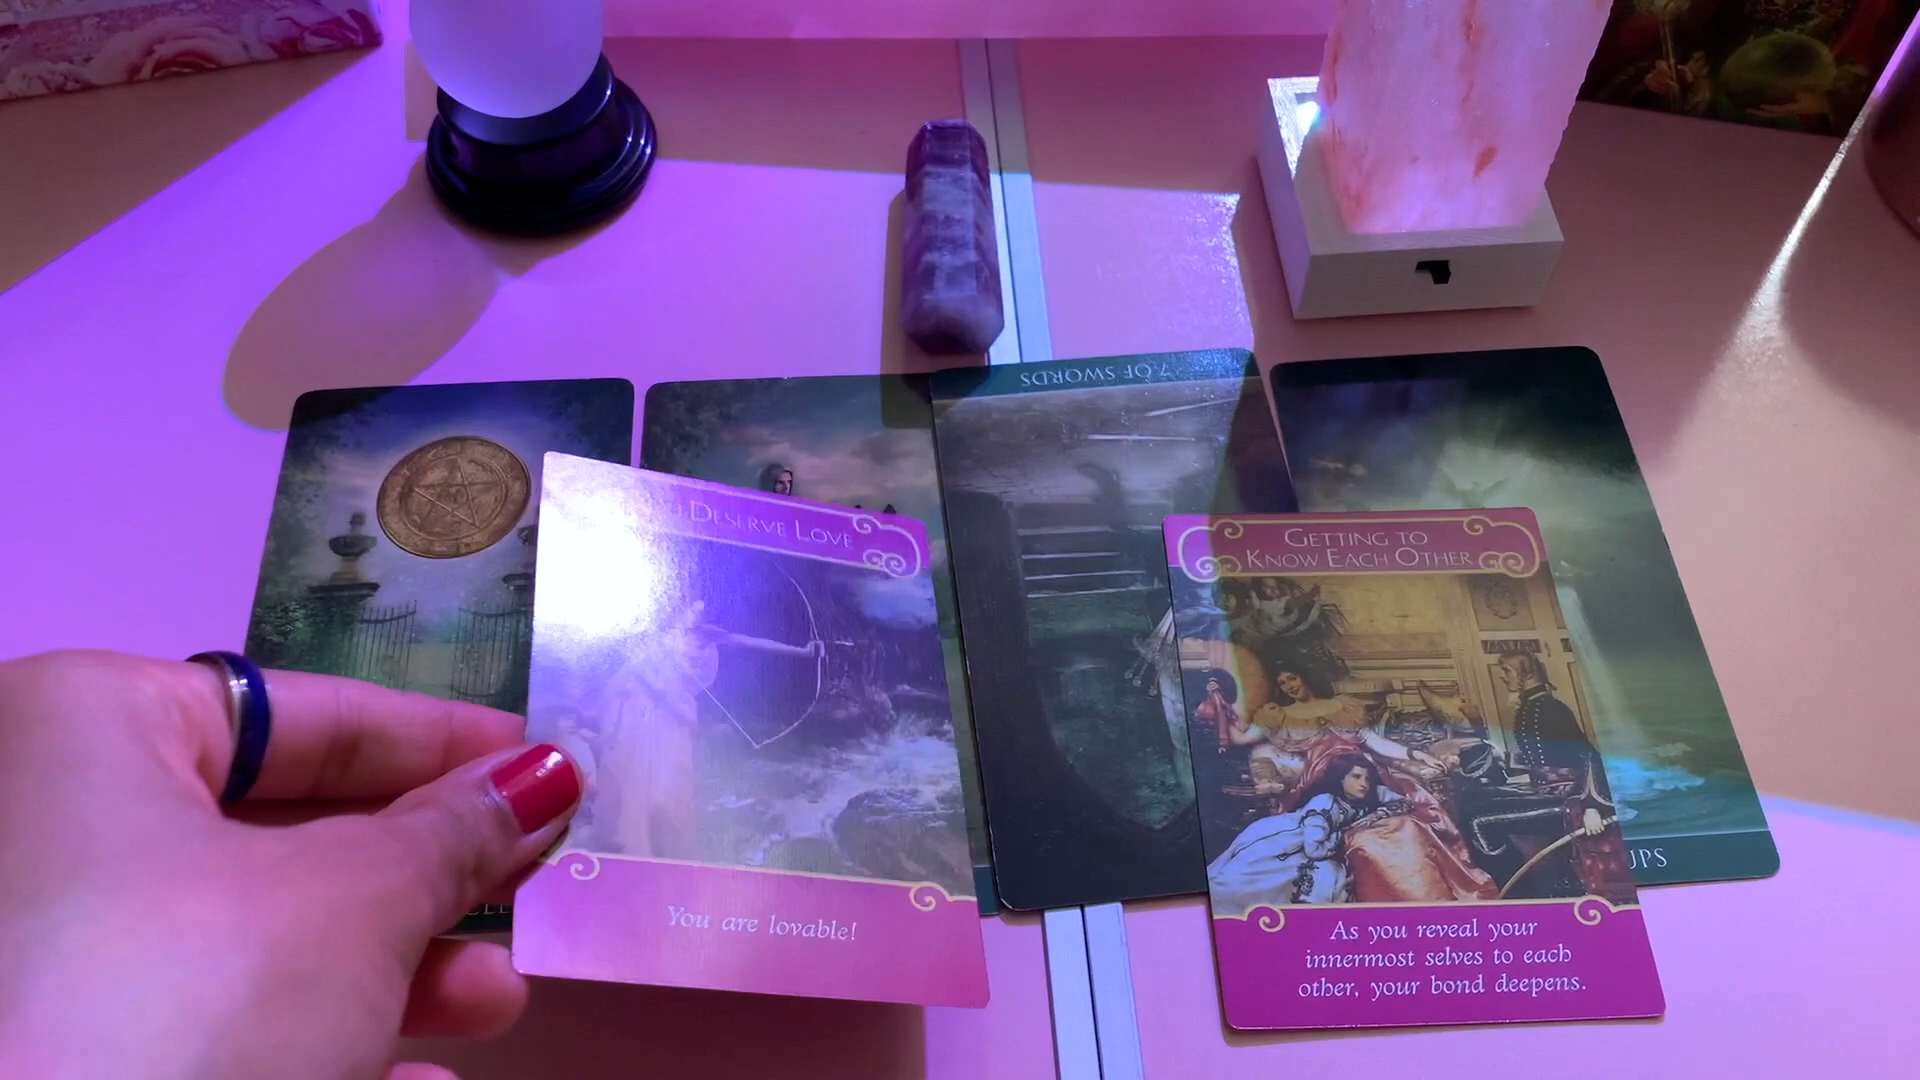 7 OF SWORDS
DESERVE LOVE
GETTING TO
KNOW EACH OTHER
UPS
You are lovable!
As you reveal your
innermost selves to each
other, your bond deepens.